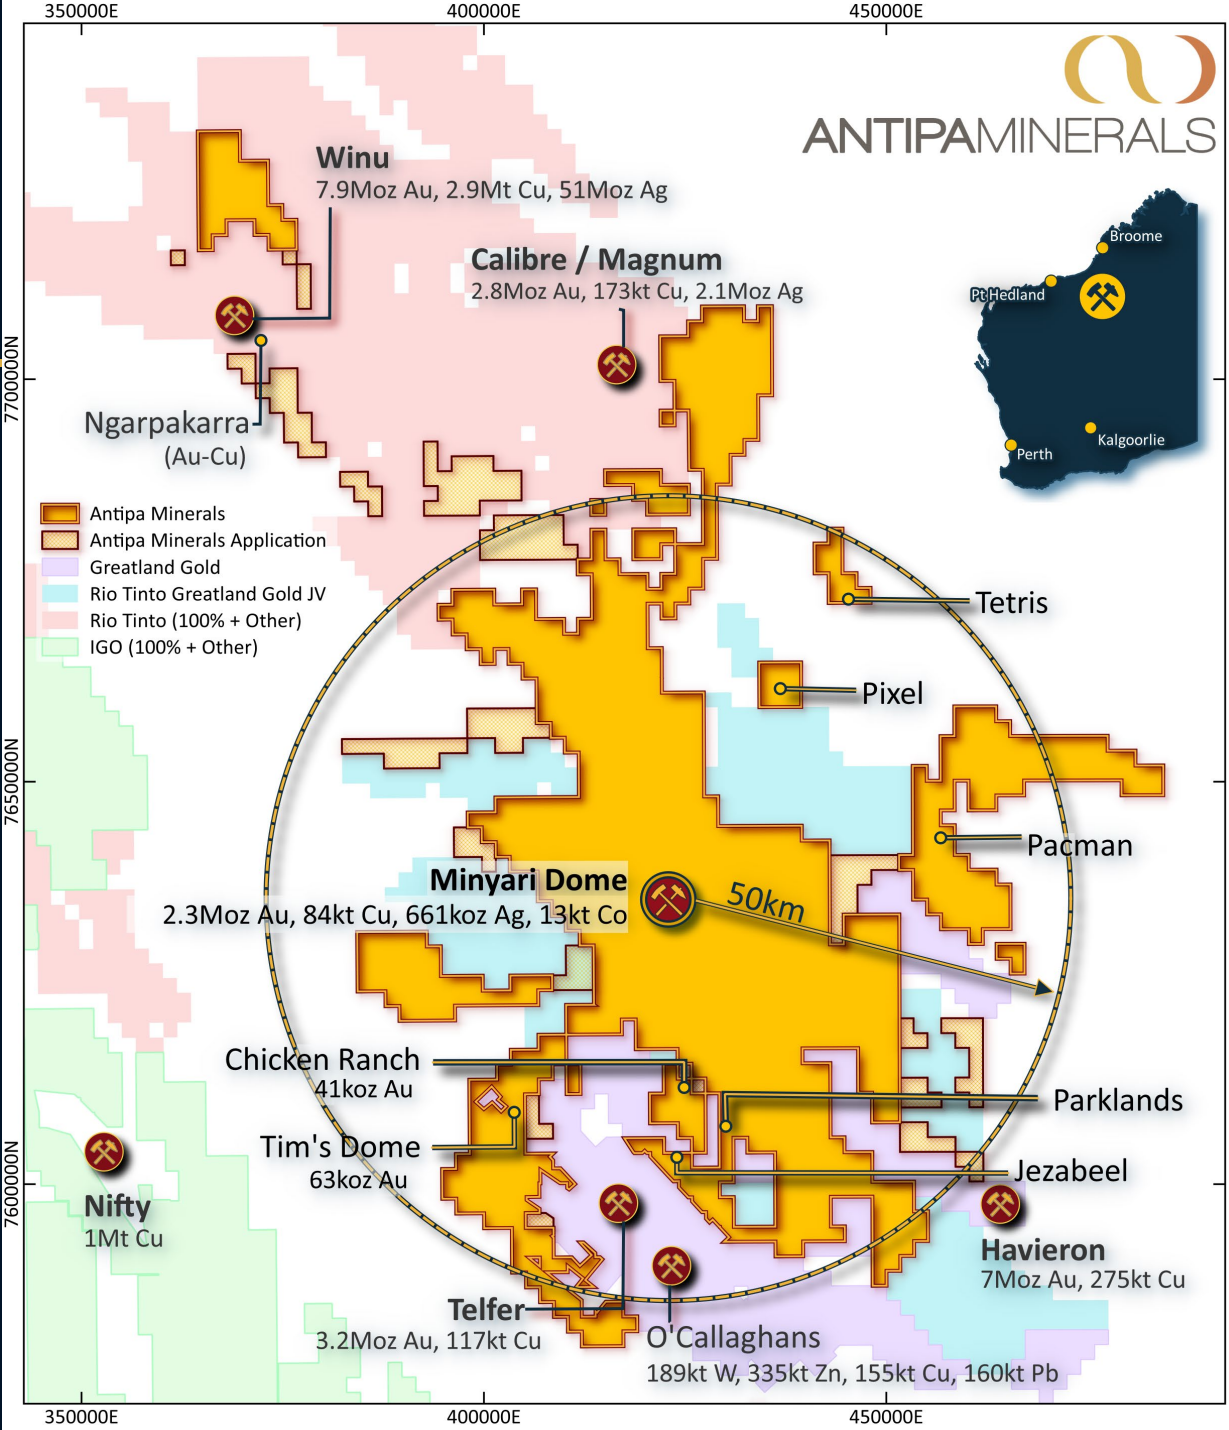 350000E
400000E
450000E
ANTIPAMINERALS
Winu
7.9Moz Au, 2.9Mt Cu, 51Moz Ag
Calibre / Magnum
2.8Moz Au, 173kt Cu, 2.1Moz Ag
Broome
Pt Hedland
Kalgoorlie
Perth
7700000N
Ngarpakarra
(Au-Cu)
Antipa Minerals
Antipa Minerals Application
Greatland Gold
Rio Tinto Greatland Gold JV
Rio Tinto (100% + Other)
IGO (100% + Other)
Tetris
Pixel
7650000N
Pacman
Minyari Dome
2.3Moz Au, 84kt Cu, 661koz Ag, 13kt Co
50km
Chicken Ranch
41koz Au
Parklands
Tim's Dome
63koz Au
Jezabeel
7600000N
Nifty
1Mt Cu
Havieron
7Moz Au, 275kt Cu
Telfer
3.2Moz Au, 117kt Cu
O'Callaghans
189kt W, 335kt Zn, 155kt Cu, 160kt Pb
350000E
400000E
450000E